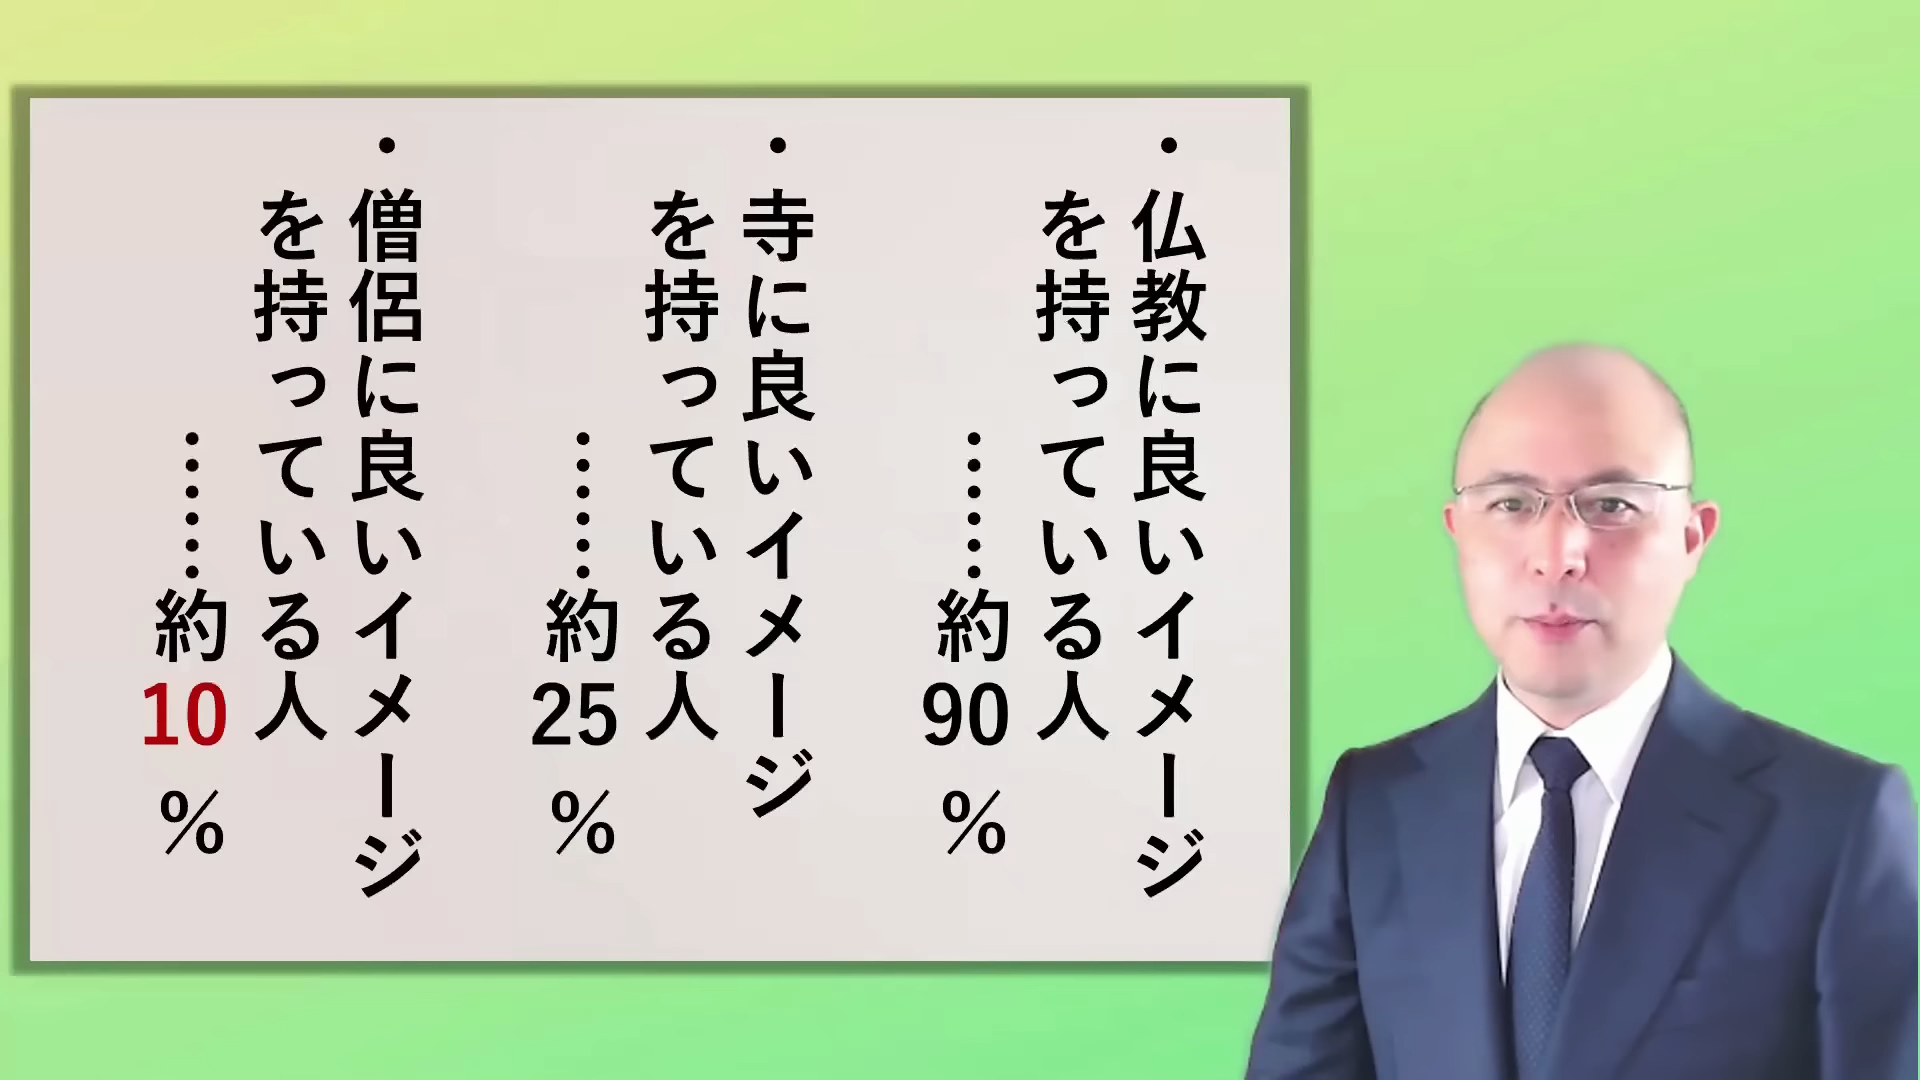 ・仏教に良いイメージ
を持っている人
……約90%
・寺に良いイメージ
を持っている人
……約25%
・僧侶に良いイメージ
を持っている人
……約10%